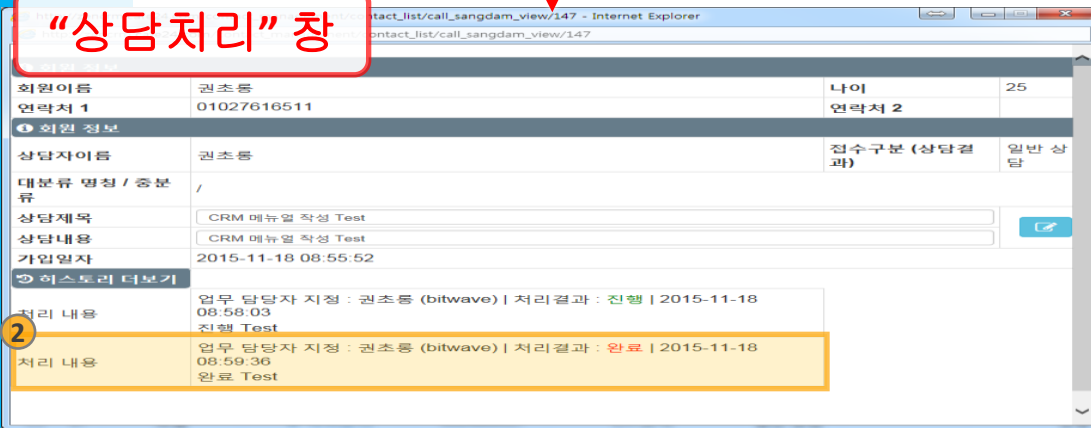 “상담처리” 창
ontact_list/call_sangdam_view/147 - Internet Explorer
ontact_list/call_sangdam_view/147
회원 정보
회원이름 권초롱 나이 25
연락처 1 01027616511 연락처 2
회원 정보
상담자이름 권초롱 접수구분 (상담결과) 일반 상담
대분류 명칭 / 중분류 /
상담제목 CRM 메뉴얼 작성 Test
상담내용 CRM 메뉴얼 작성 Test
가입일자 2015-11-18 08:55:52
히스토리 더보기
처리 내용 업무 담당자 지정 : 권초롱 (bitwave) | 처리결과 : 진행 | 2015-11-18
08:58:03
진행 Test
2
처리 내용 업무 담당자 지정 : 권초롱 (bitwave) | 처리결과 : 완료 | 2015-11-18
08:59:36
완료 Test